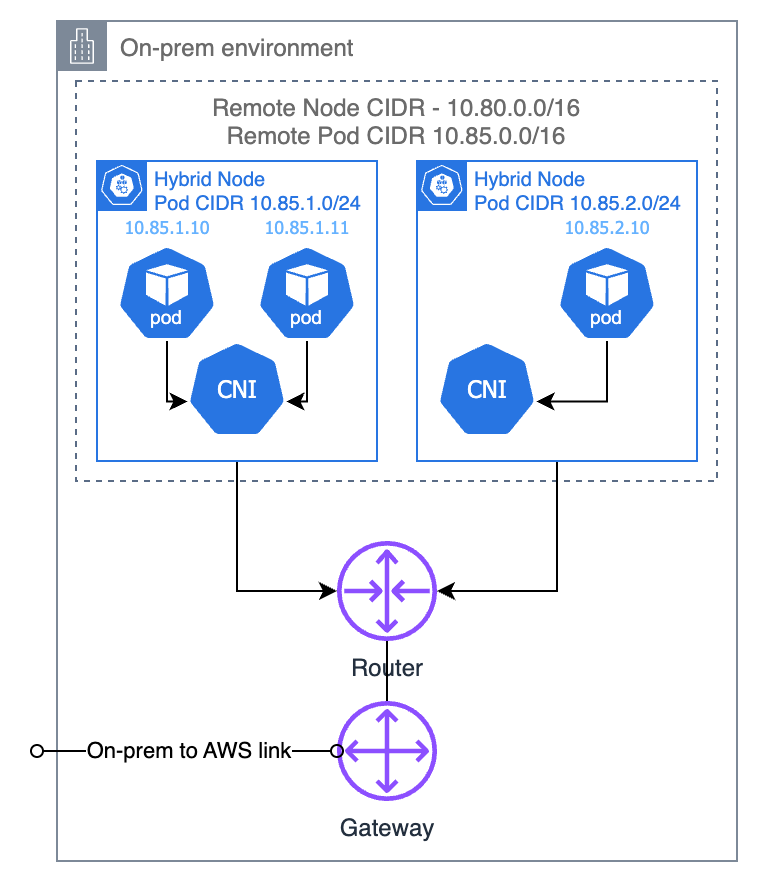 On-prem environment
Remote Node CIDR - 10.80.0.0/16
Remote Pod CIDR 10.85.0.0/16
Hybrid Node
Pod CIDR 10.85.1.0/24
10.85.1.10
10.85.1.11
pod
pod
CNI
Hybrid Node
Pod CIDR 10.85.2.0/24
10.85.2.10
pod
CNI
Router
On-prem to AWS link
Gateway